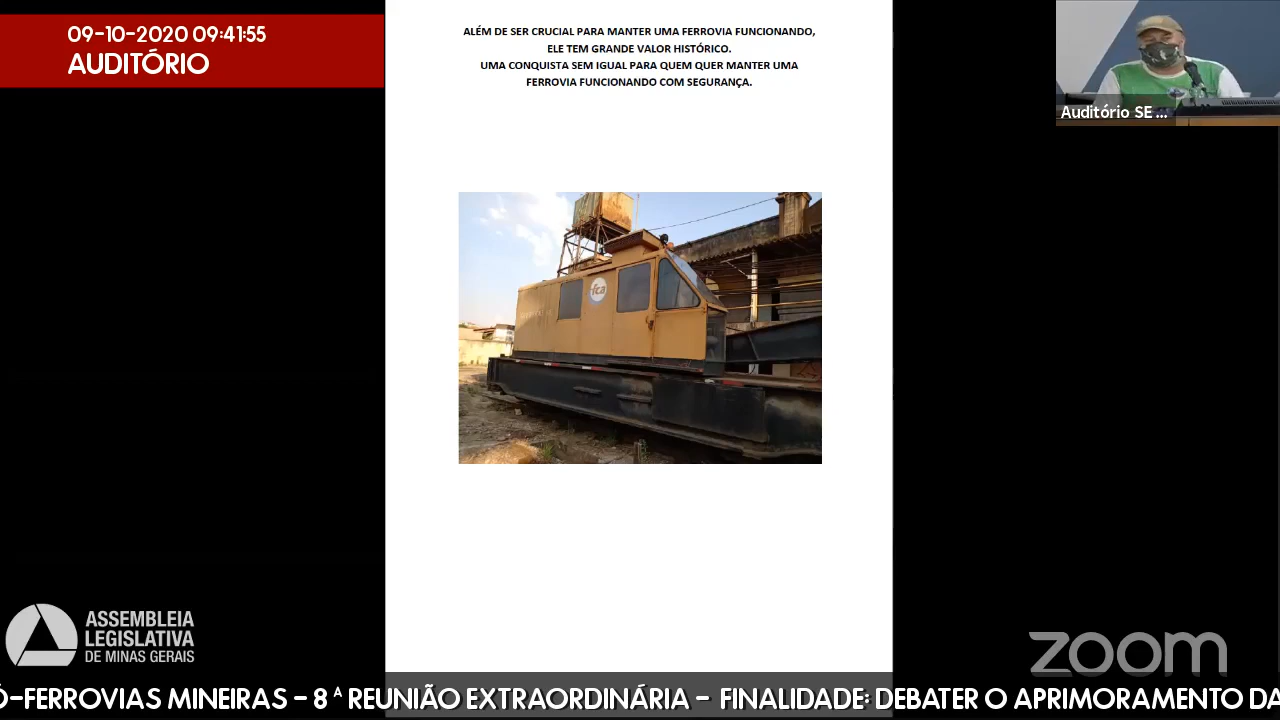 09-10-2020 09:41:55
AUDITÓRIO
ALÉM DE SER CRUCIAL PARA MANTER UMA FERROVIA FUNCIONANDO,
ELE TEM GRANDE VALOR HISTÓRICO.
UMA CONQUISTA SEM IGUAL PARA QUEM QUER MANTER UMA
FERROVIA FUNCIONANDO COM SEGURANÇA.
Auditório SE ...
fca
ASSEMBLEIA
LEGISLATIVA
DE MINAS GERAIS
zoom
Ó-FERROVIAS MINEIRAS - 8 ª REUNIÃO EXTRAORDINÁRIA - FINALIDADE: DEBATER O APRIMORAMENTO DA